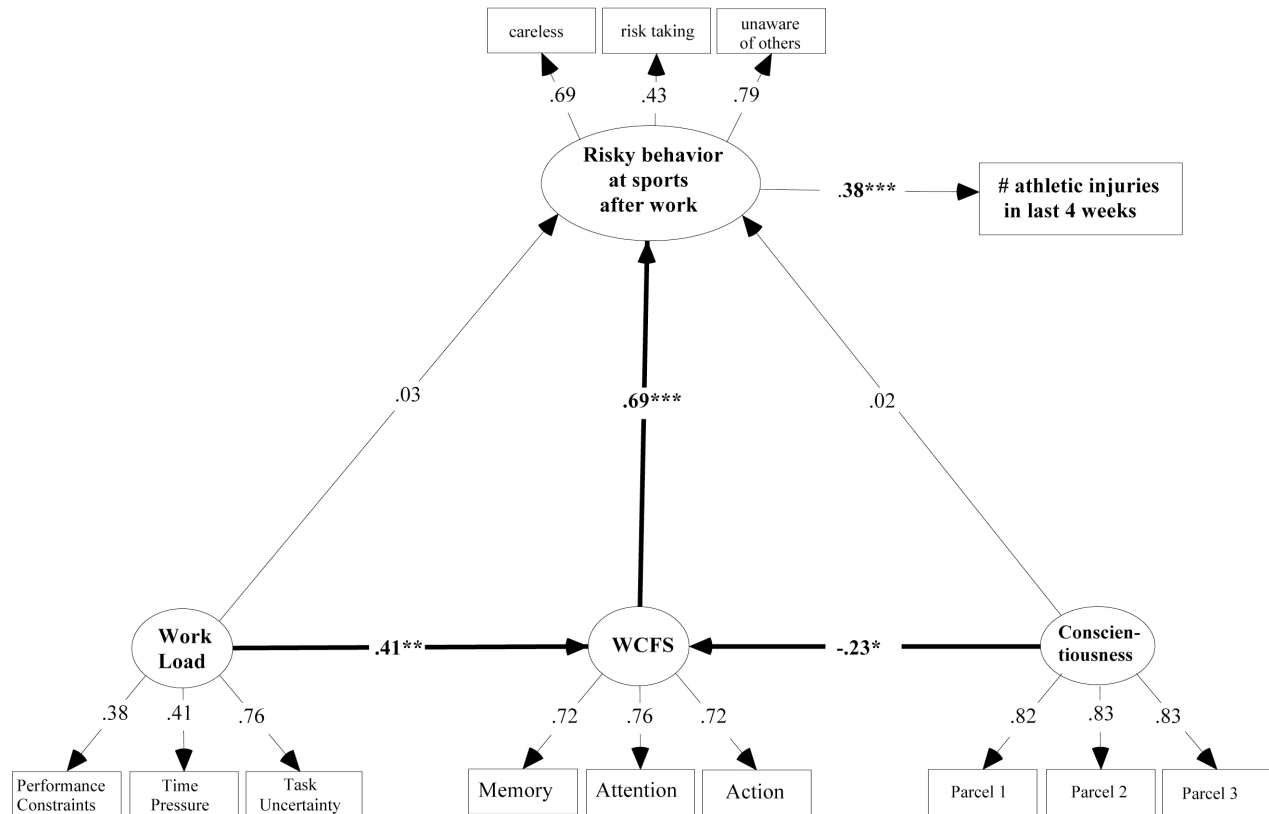 careless
risk taking
unaware
of others
.69
.43
.79
Risky behavior
at sports
after work
.38***
# athletic injuries
in last 4 weeks
.03
.69***
.02
Work
Load
.41**
WCFS
-.23*
Conscien-
tiousness
.38
.41
.76
.72
.76
.72
.82
.83
.83
Performance
Constraints
Time
Pressure
Task
Uncertainty
Memory
Attention
Action
Parcel 1
Parcel 2
Parcel 3